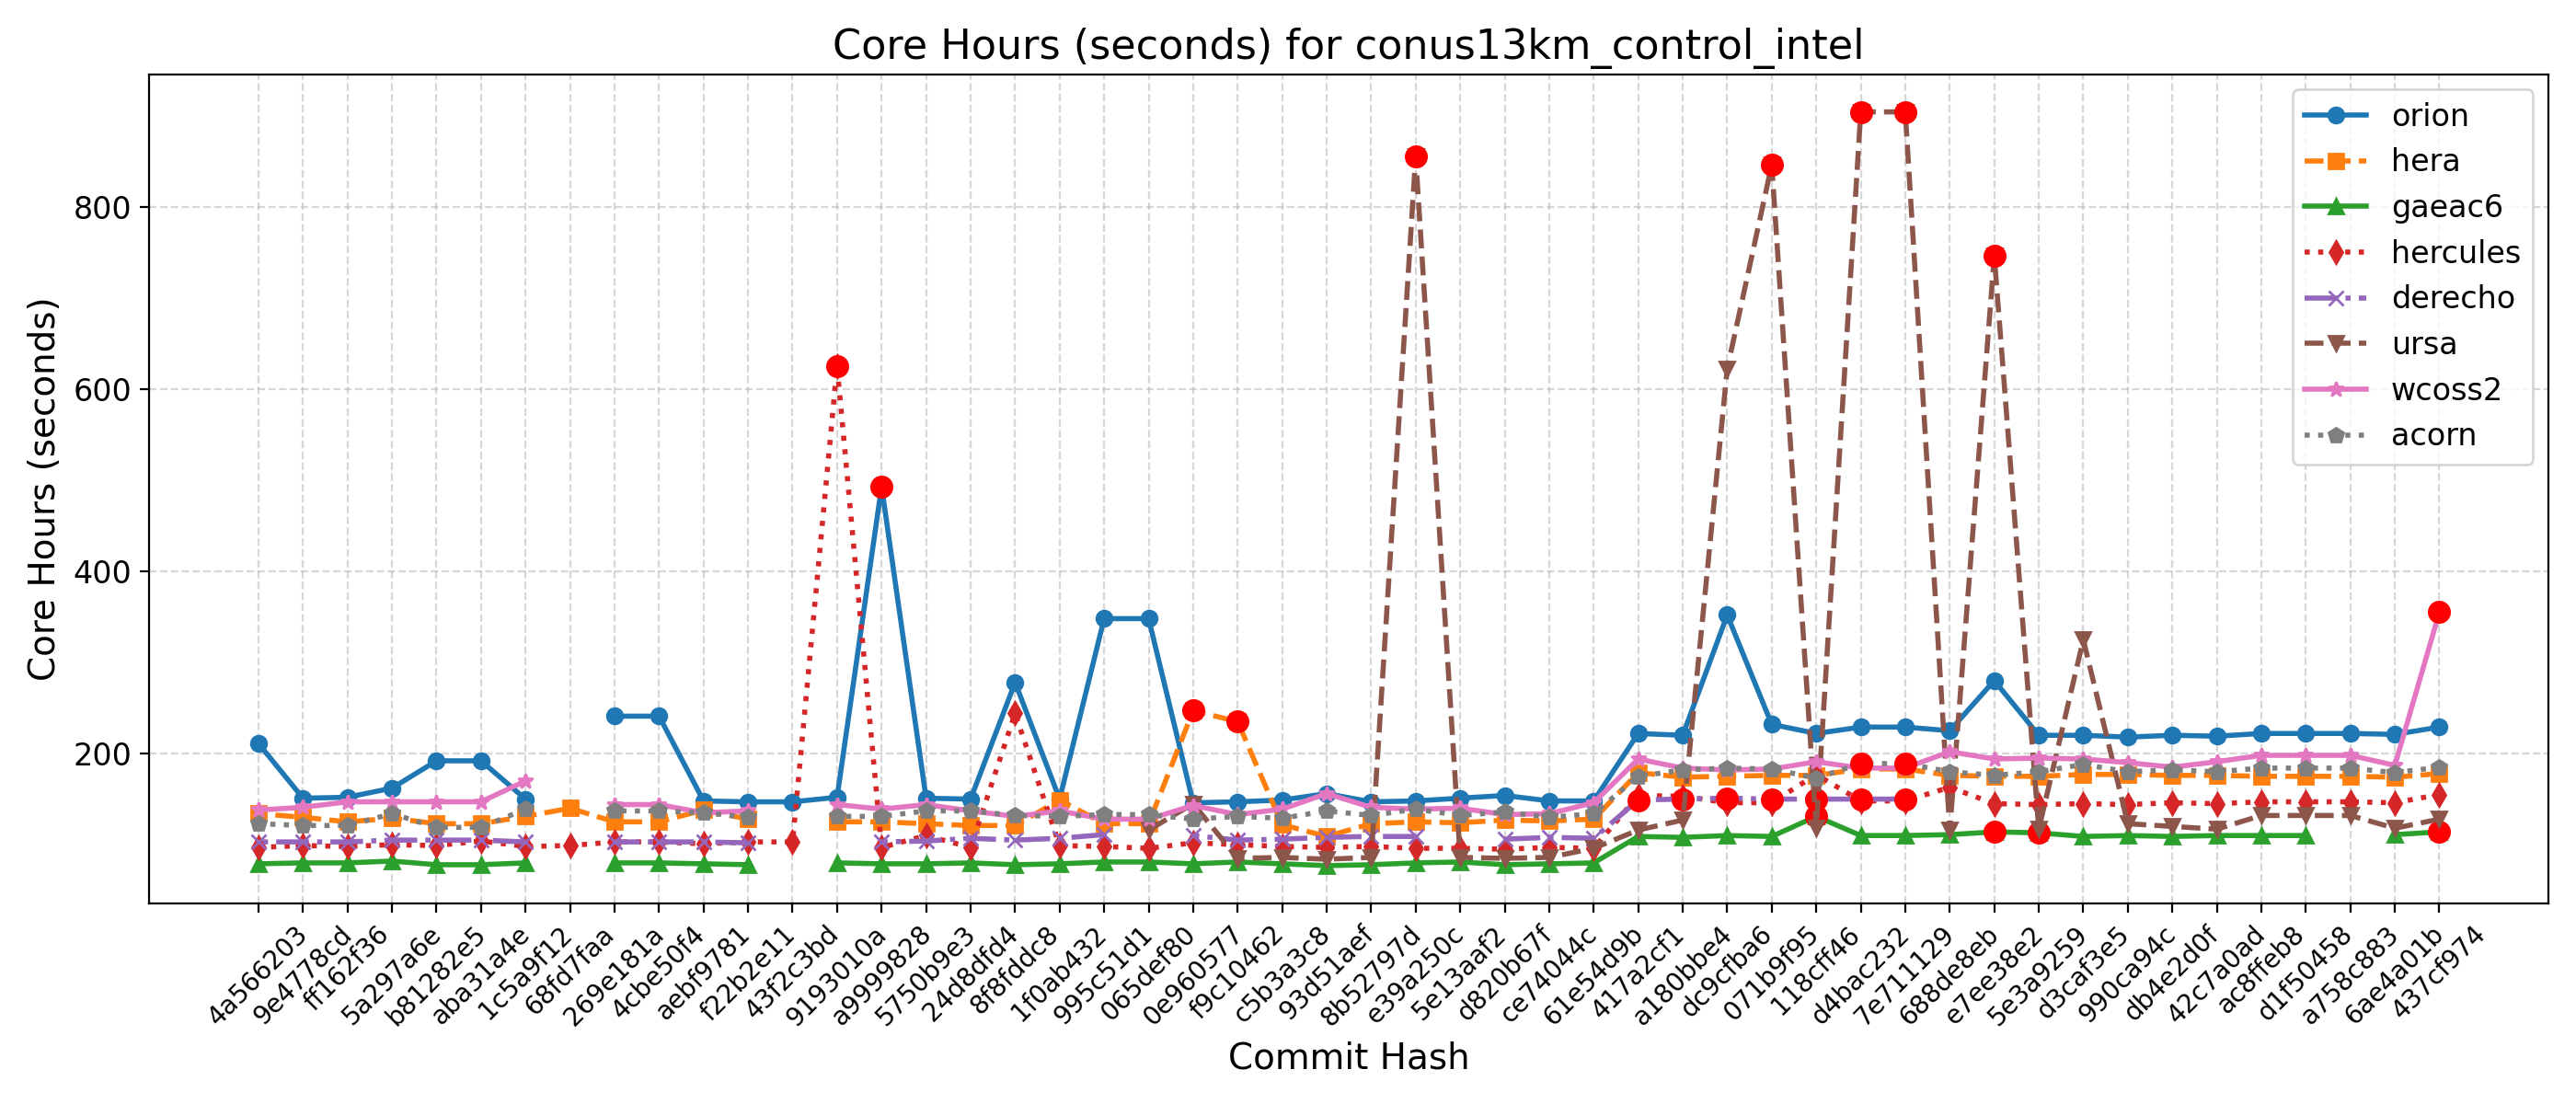 Core Hours (seconds) for conus13km_control_intel
Core Hours (seconds)
800
600
400
200
orion
hera
gaeac6
hercules
derecho
ursa
wcoss2
acorn
4a566203
9e4778cd
ff162f36
5a297a6e
b81282e5
aba31a4e
1c5a9f12
68fd7faa
269e181a
4cbe50f4
aebf9781
f22b2e11
43f2c3bd
9193010a
a9999828
5750b9e3
24d8dfd4
8f8fddc8
1f0ab432
995c51d1
065def80
0e960577
f9c10462
c5b3a3c8
93d51aef
8b52797d
e39a250c
5e13aaf2
d820b67f
ce74044c
61e54d9b
417a2cf1
a180bbe4
dc9cfba6
071b9f95
118cff46
d4bac232
7e711129
688de8eb
e7ee38e2
5e3a9259
d3caf3e5
990ca94c
db4e2d0f
42c7a0ad
ac8ffeb8
d1f50458
a758c883
6ae4a01b
437cf974
Commit Hash